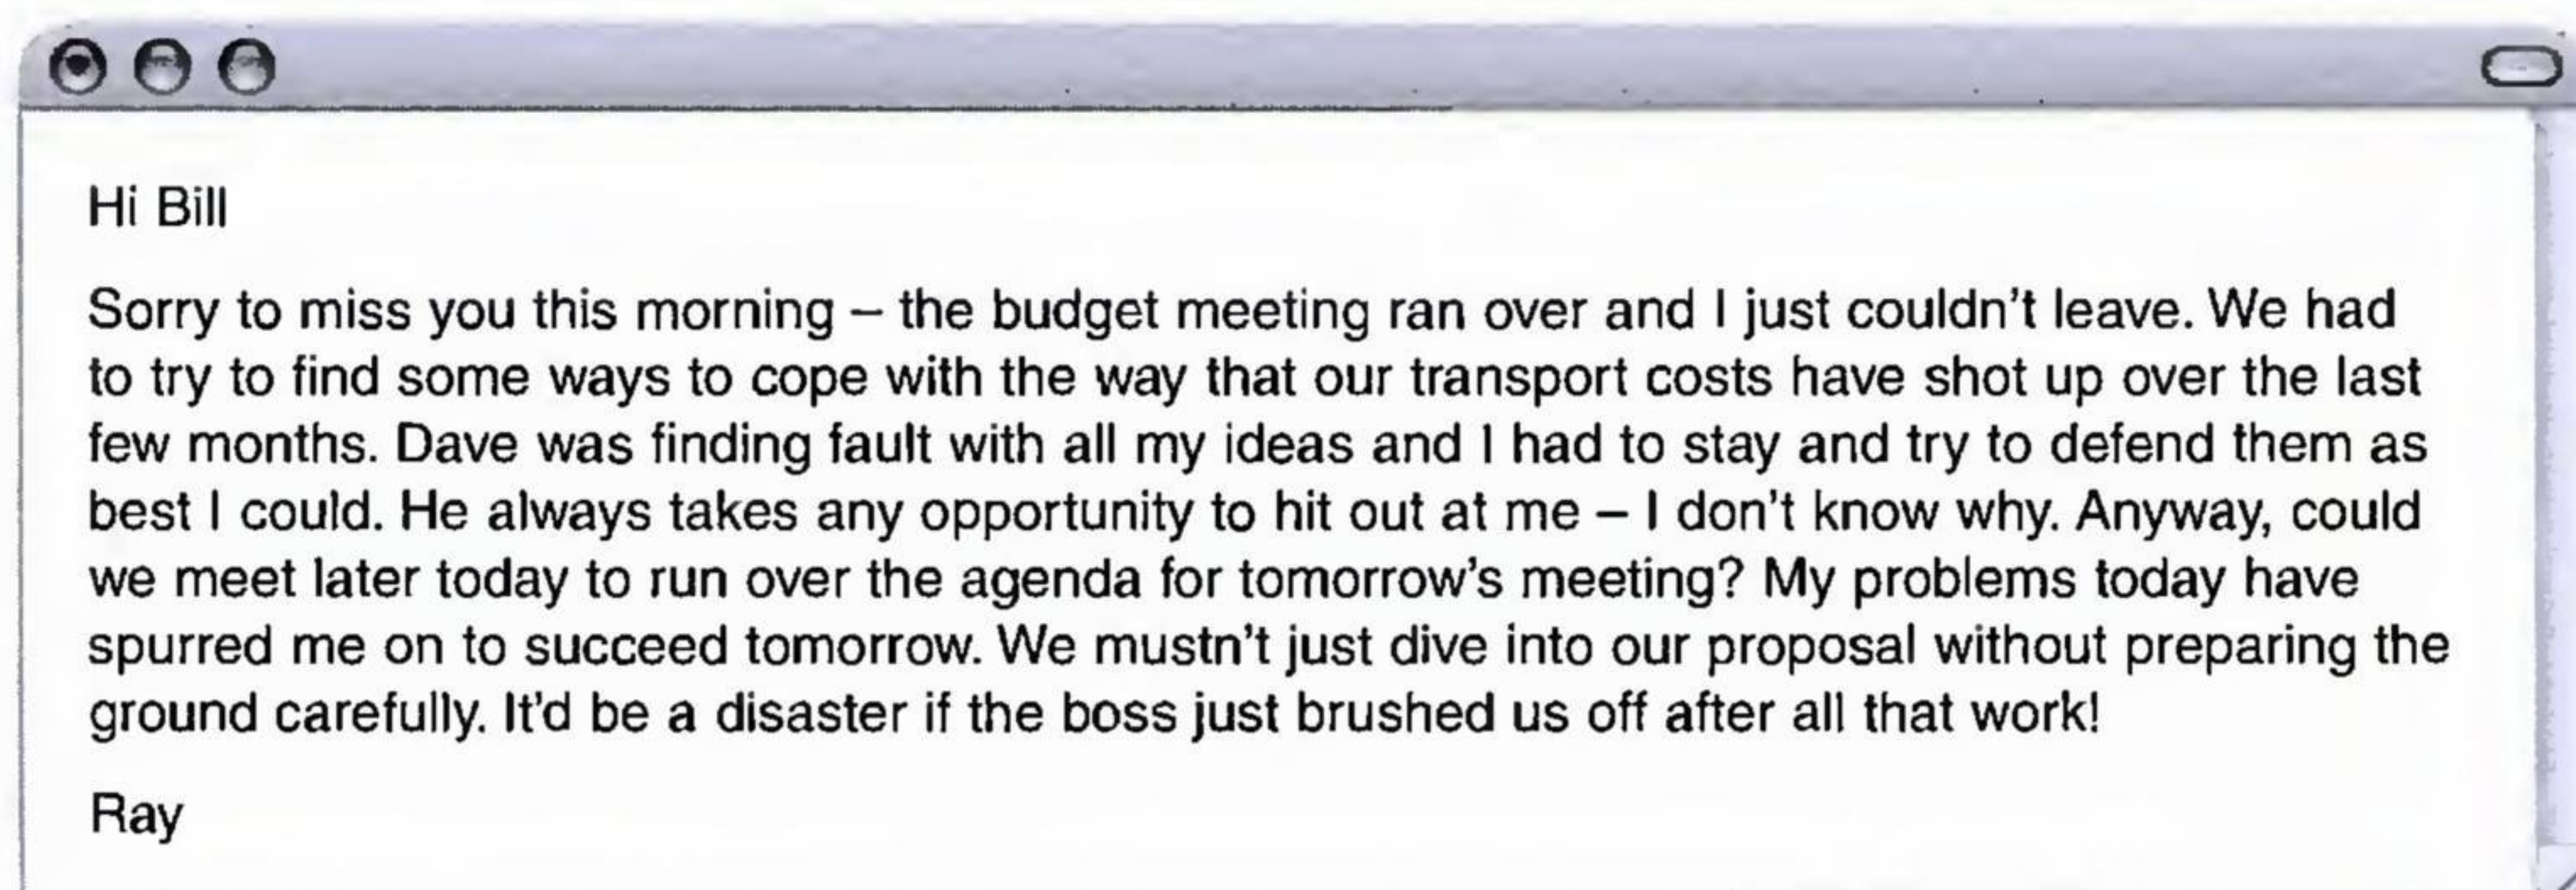 Hi Bill
Sorry to miss you this morning – the budget meeting ran over and I just couldn't leave. We had
to try to find some ways to cope with the way that our transport costs have shot up over the last
few months. Dave was finding fault with all my ideas and I had to stay and try to defend them as
best I could. He always takes any opportunity to hit out at me – I don't know why. Anyway, could
we meet later today to run over the agenda for tomorrow's meeting? My problems today have
spurred me on to succeed tomorrow. We mustn't just dive into our proposal without preparing the
ground carefully. It'd be a disaster if the boss just brushed us off after all that work!
Ray